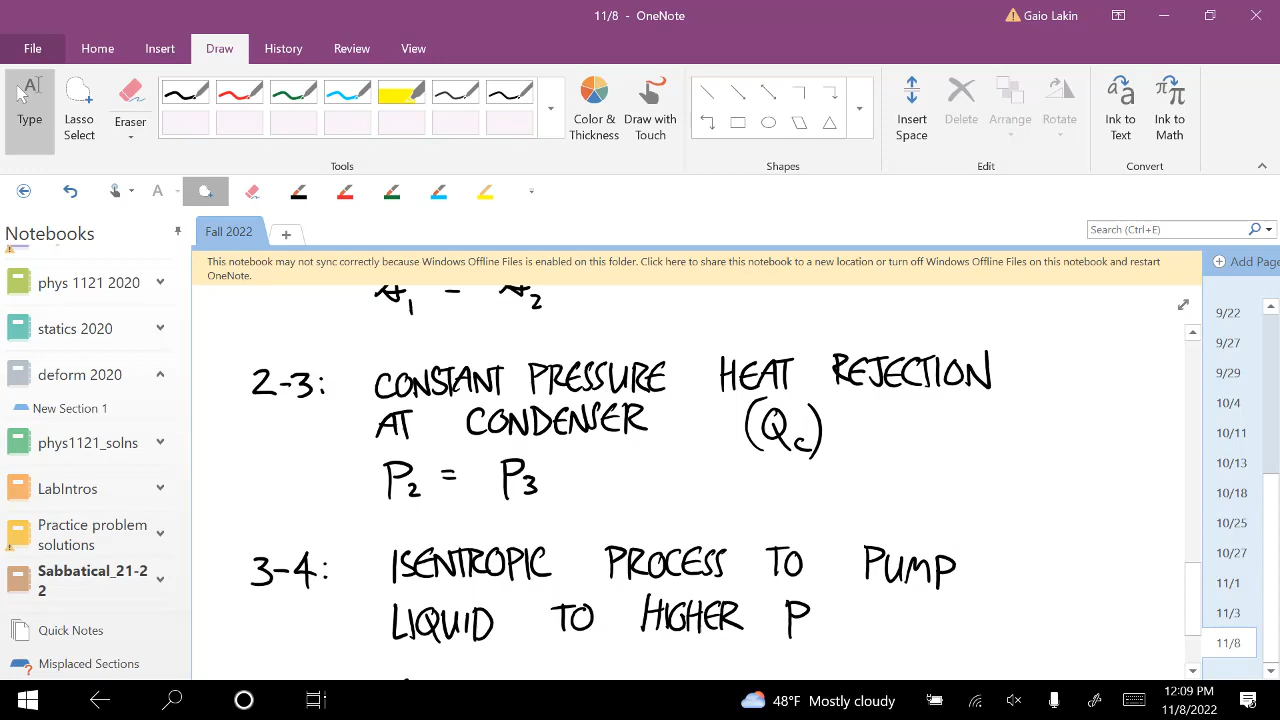 11/8 - OneNote
Gaio Lakin
File Home Insert Draw History Review View
Type
Lasso Select
Eraser
Tools
Color & Thickness
Draw with Touch
Shapes
Insert Space
Delete
Arrange
Rotate
Edit
Ink to Text
Ink to Math
Convert
Notebooks
Fall 2022
Search (Ctrl+E)
This notebook may not sync correctly because Windows Offline Files is enabled on this folder. Click here to share this notebook to a new location or turn off Windows Offline Files on this notebook and restart
OneNote.
Add Page
phys 1121 2020
statics 2020
deform 2020
New Section 1
phys1121_solns
LabIntros
Practice problem
solutions
Sabbatical_21-2
2
Quick Notes
Misplaced Sections
2-3: CONSTANT PRESSURE HEAT REJECTION
AT CONDENSER (Qc)
P2 = P3
3-4: ISENTROPIC PROCESS TO PUMP
LIQUID TO HIGHER P
9/22
9/27
9/29
10/4
10/11
10/13
10/18
10/25
10/27
11/1
11/3
11/8
48°F Mostly cloudy
12:09 PM
11/8/2022